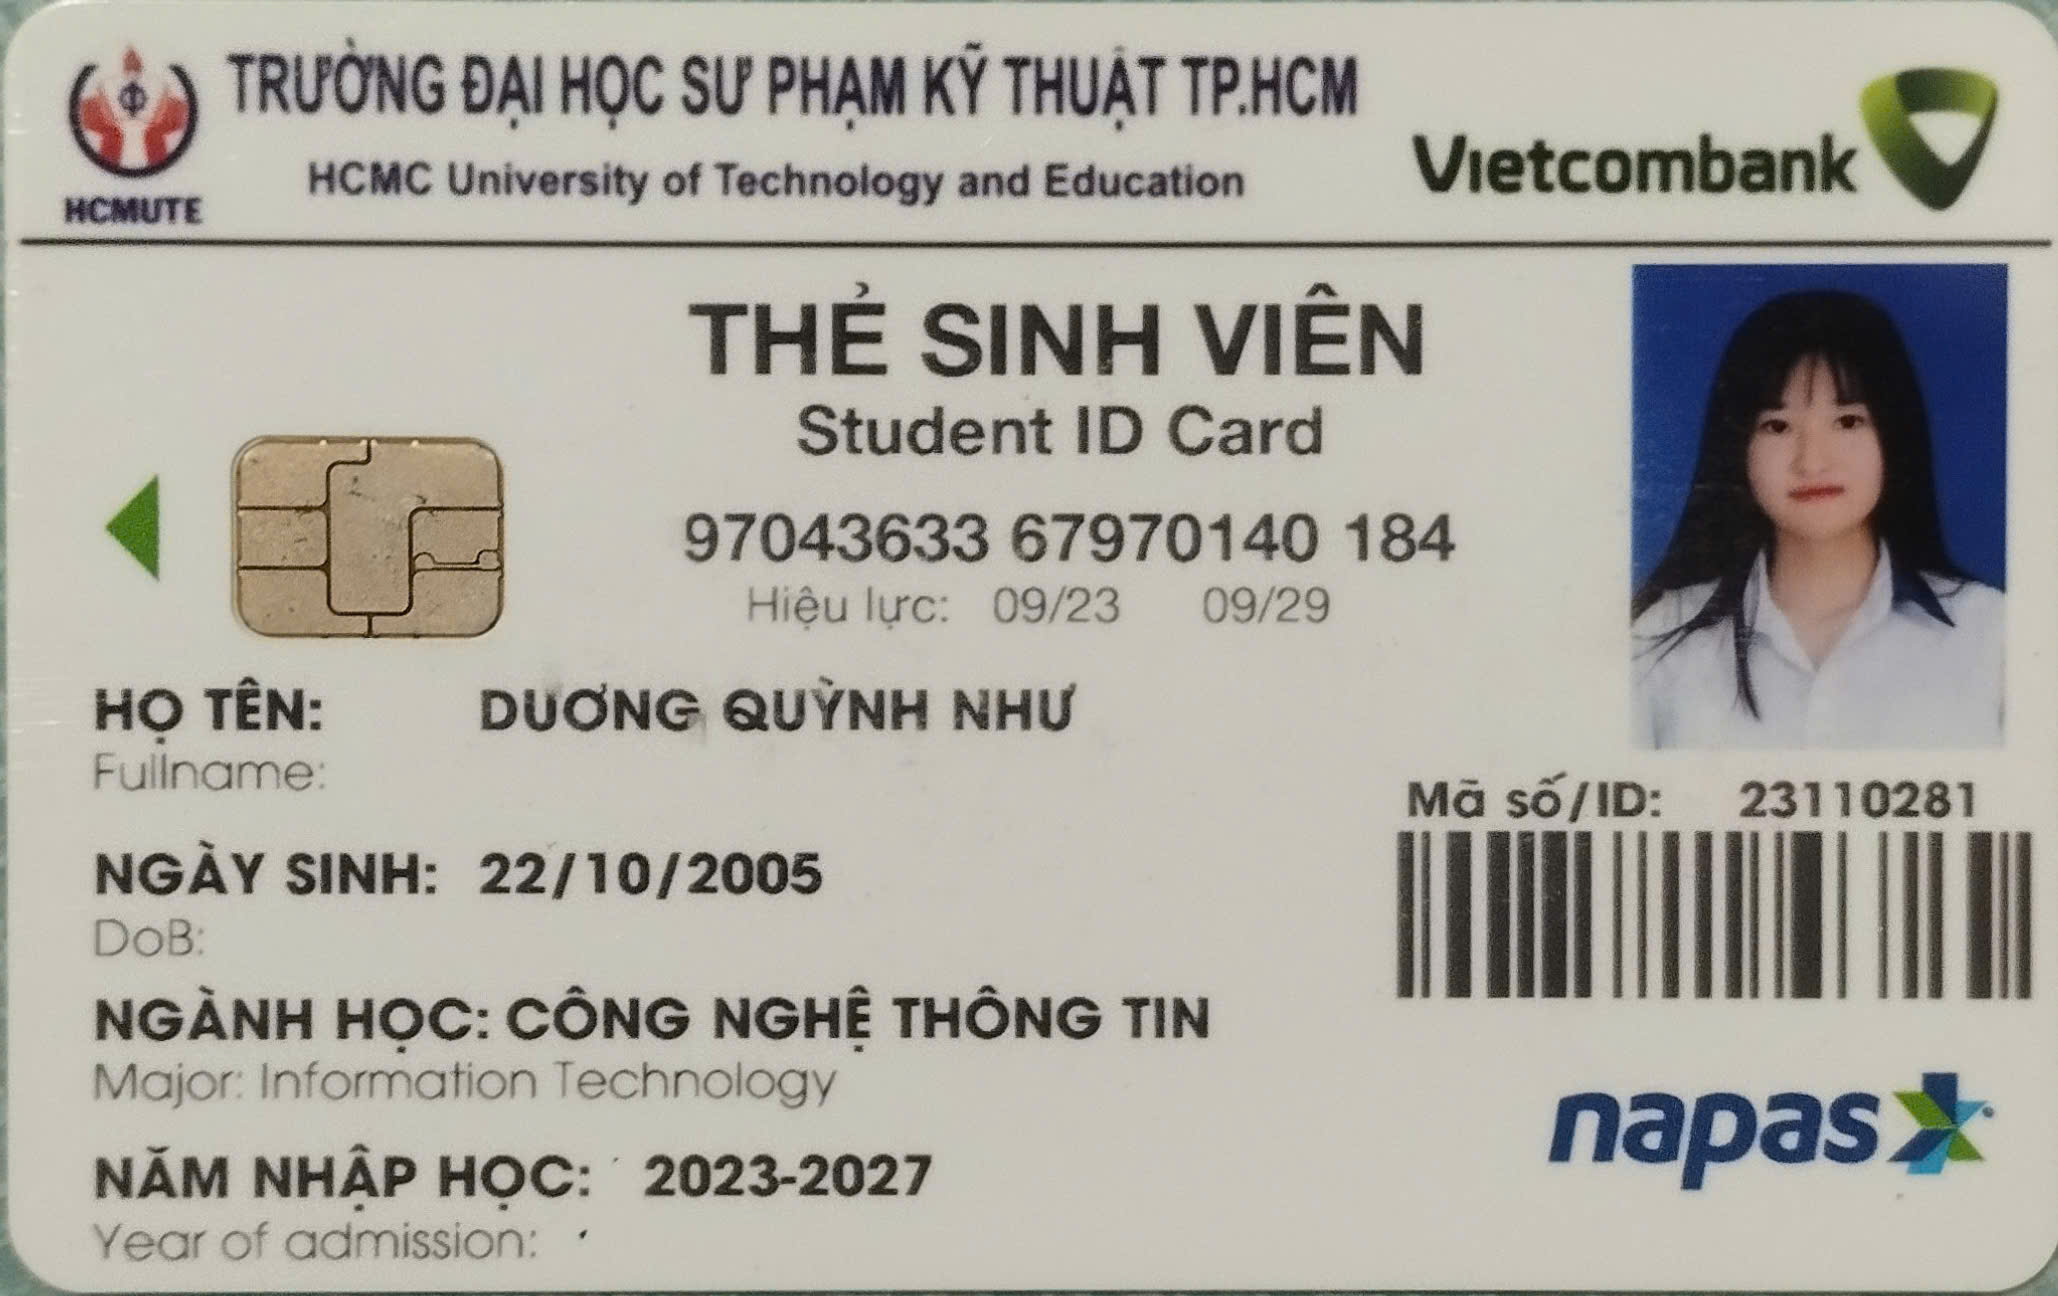 TRƯỜNG ĐẠI HỌC SƯ PHẠM KỸ THUẬT TP.HCM
HCMC University of Technology and Education
HCMUTE
Vietcombank
THẺ SINH VIÊN
Student ID Card
97043633 67970140 184
Hiệu lực: 09/23 09/29
HỌ TÊN: DƯƠNG QUỲNH NHƯ
Fullname:
Mã số/ID: 23110281
NGÀY SINH: 22/10/2005
DoB:
NGÀNH HỌC: CÔNG NGHỆ THÔNG TIN
Major: Information Technology
napas
NĂM NHẬP HỌC: 2023-2027
Year of admission: